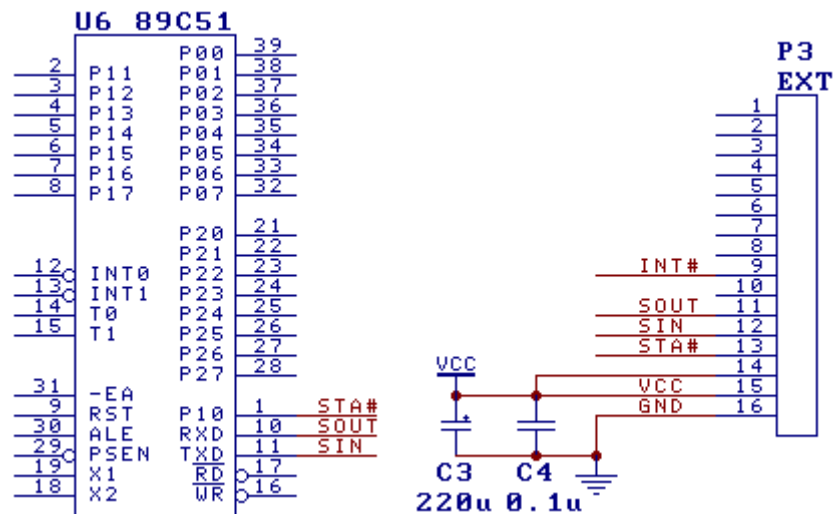 U6 89C51
P00 39
2 P11 P01 38
3 P12 P02 37
4 P13 P03 36
5 P14 P04 35
6 P15 P05 34
7 P16 P06 33
8 P17 P07 32
P20 21
P21 22
12 INT0 P22 23
13 INT1 P23 24
14 T0 P24 25
15 T1 P25 26
P26 27
P27 28
31 -EA
9 RST P10 1 STA#
30 ALE RXD 10 SOUT
29 PSEN TXD 11 SIN
19 X1 RD 17
18 X2 WR 16
P3
EXT
1
2
3
4
5
6
7
8
INT# 9
10
SOUT 11
SIN 12
STA# 13
14
VCC 15
GND 16
VCC
C3 C4
220u 0.1u